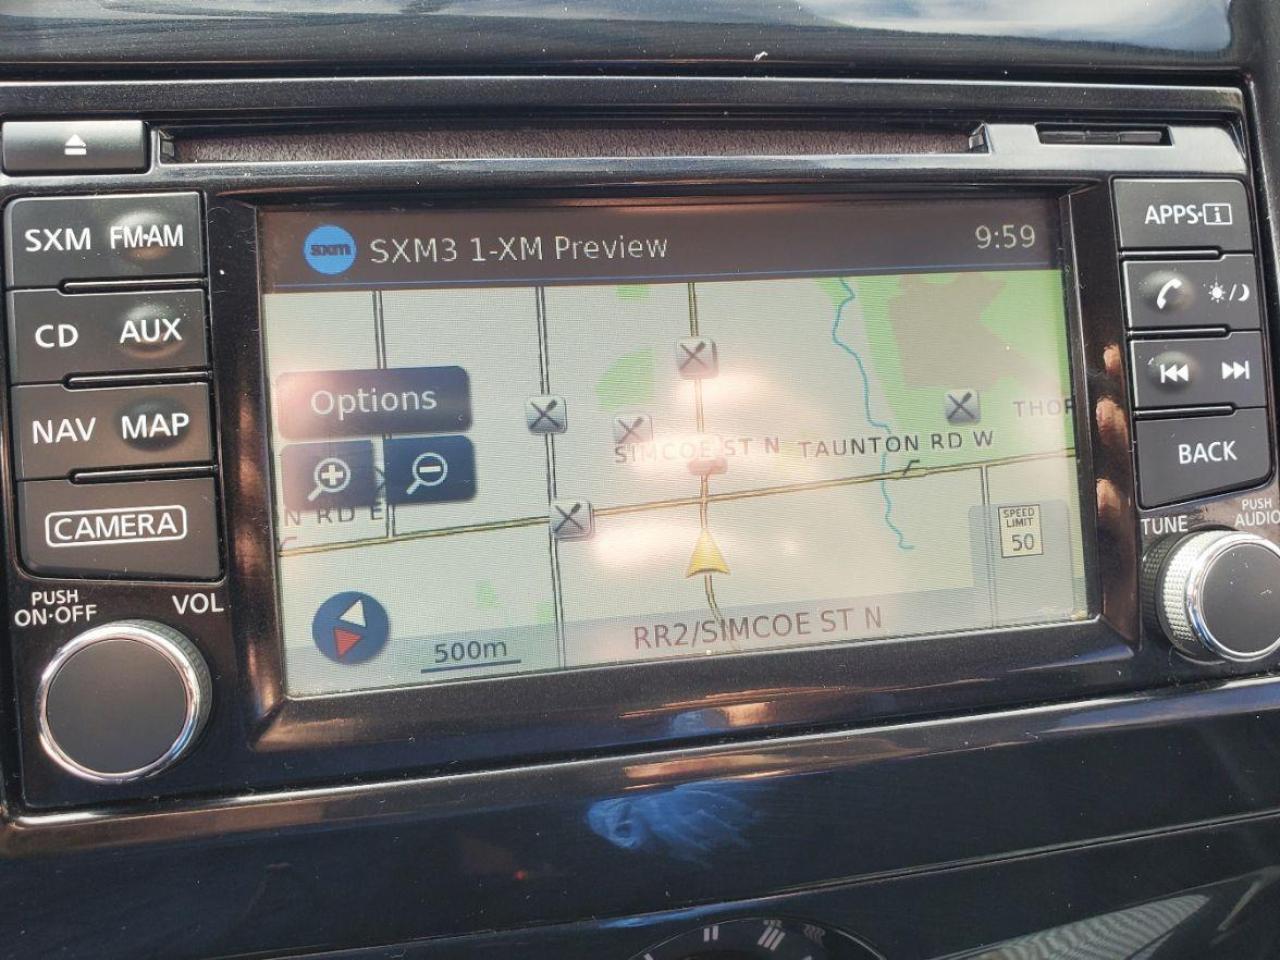 SXM FM·AM
CD AUX
NAV MAP
CAMERA
PUSH
ON·OFF
VOL
sxm SXM3 1-XM Preview 9:59
Options
SIMCOE ST N TAUNTON RD W
N RD E
SPEED
LIMIT
50
500m
RR2/SIMCOE ST N
APPS·i
BACK
TUNE
PUSH
AUDIO